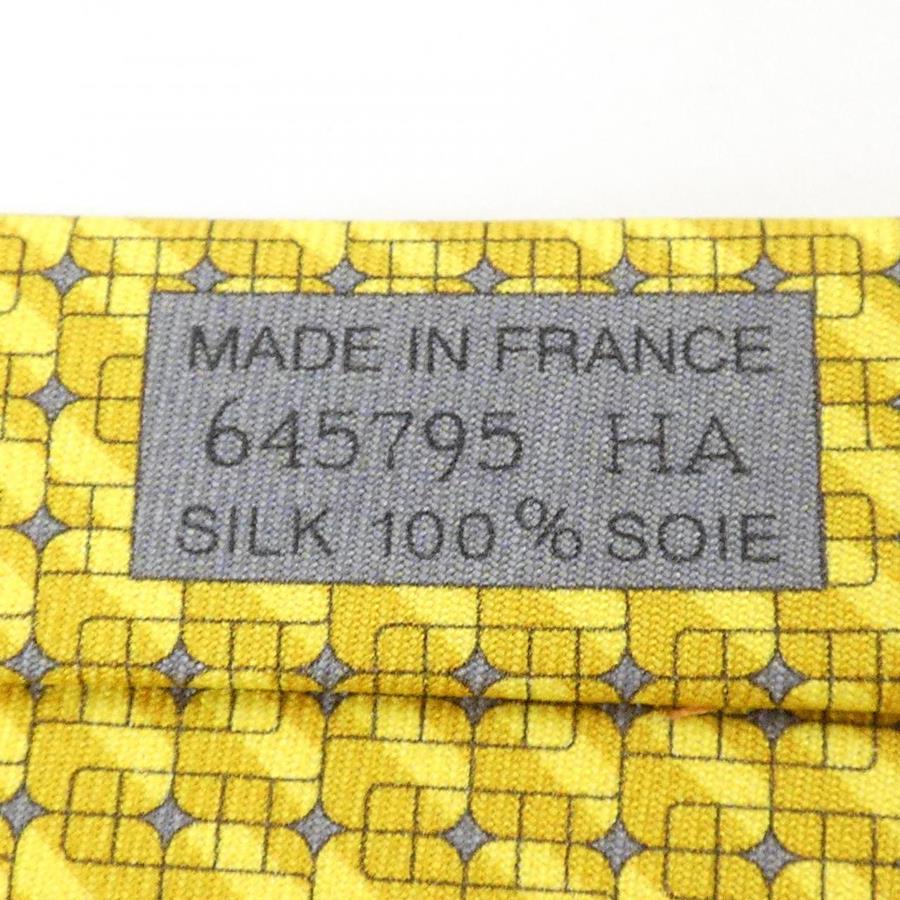 MADE IN FRANCE
645795 HA
SILK 100% SOIE